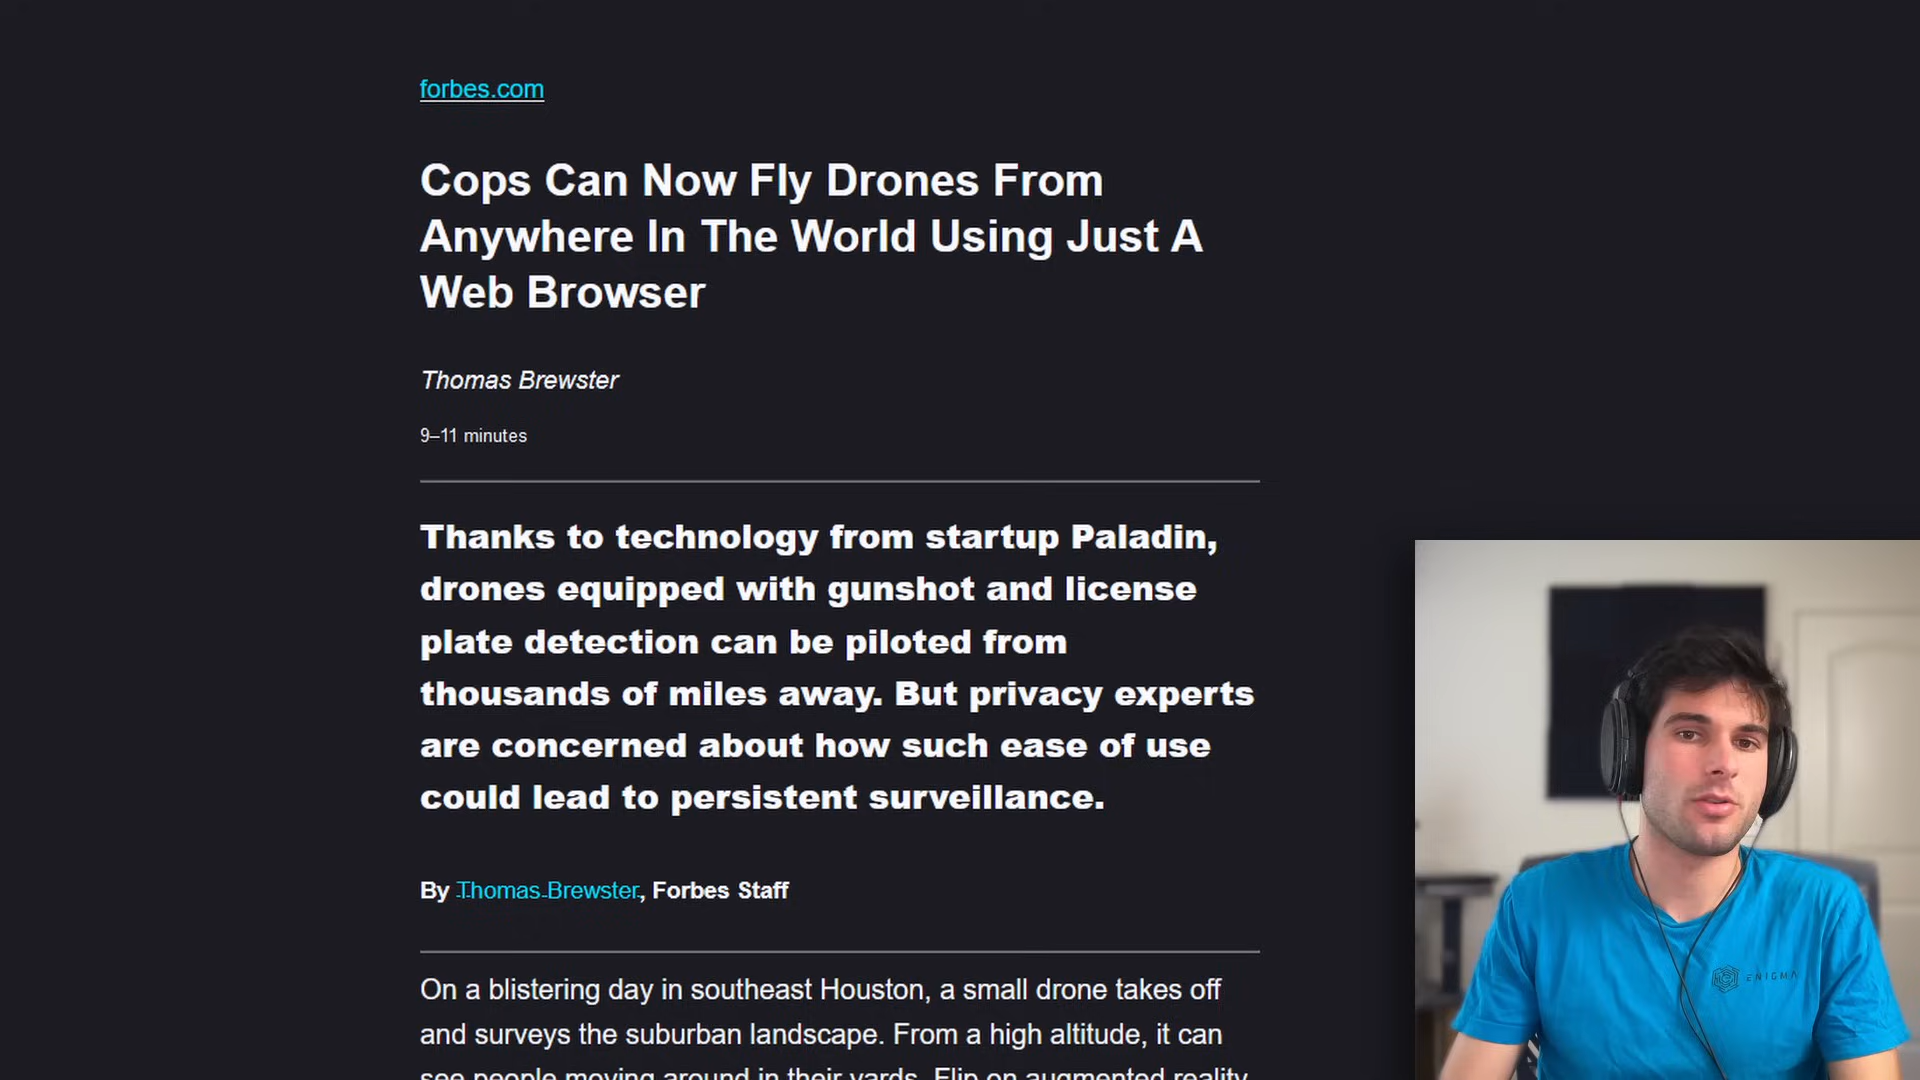 forbes.com
Cops Can Now Fly Drones From
Anywhere In The World Using Just A
Web Browser
Thomas Brewster
9–11 minutes
Thanks to technology from startup Paladin,
drones equipped with gunshot and license
plate detection can be piloted from
thousands of miles away. But privacy experts
are concerned about how such ease of use
could lead to persistent surveillance.
By Thomas Brewster, Forbes Staff
On a blistering day in southeast Houston, a small drone takes off
and surveys the suburban landscape. From a high altitude, it can
see people moving around in their yards. Flip on augmented reality
ENIGMA